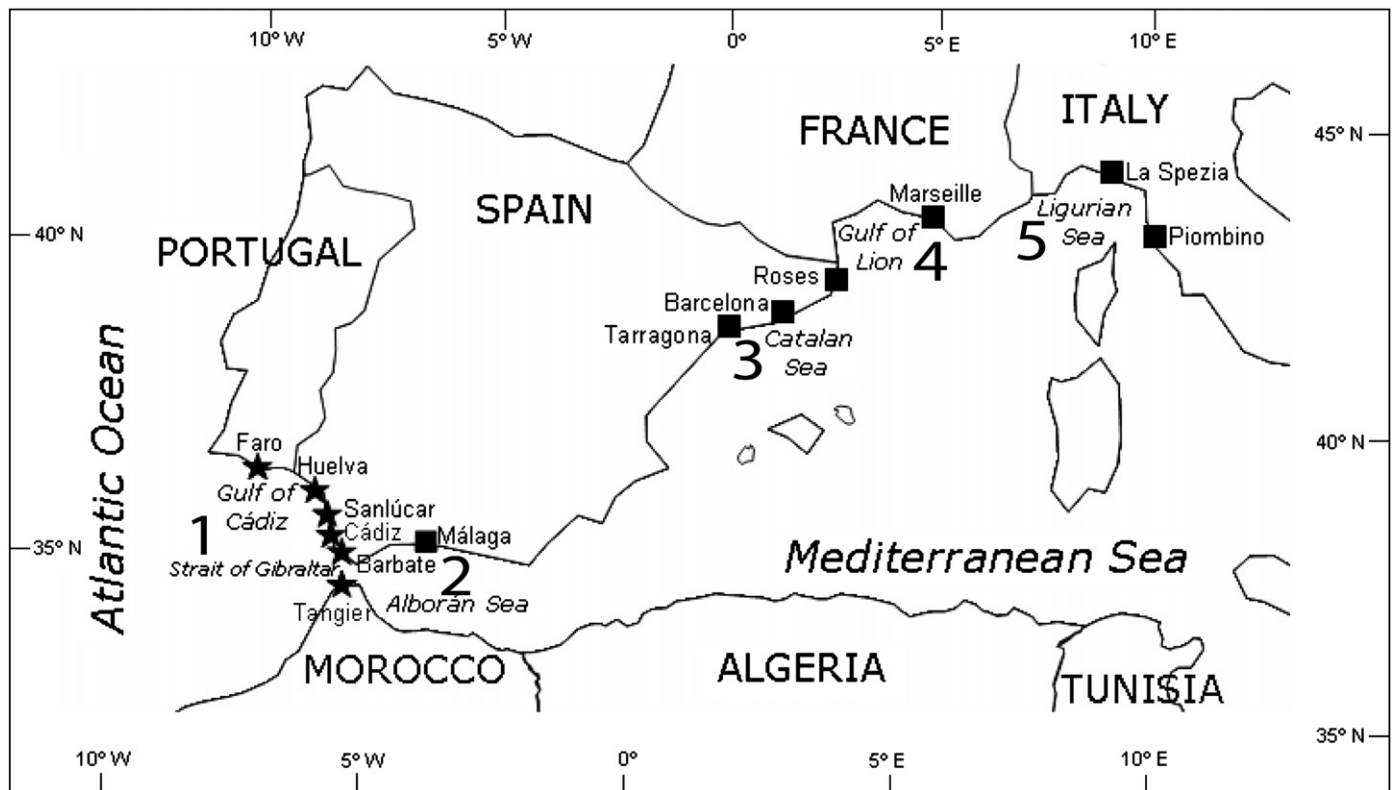 10° W 5° W 0° 5° E 10° E
ITALY
FRANCE
45° N
La Spezia
Marseille
SPAIN
Ligurian
Sea
5
40° N
PORTUGAL
Gulf of
Lion
4
Piombino
Roses
Barcelona
Tarragona
3
Catalan
Sea
Atlantic Ocean
Faro
Huelva
40° N
Gulf of
Cádiz
1
Sanlúcar
Cádiz
Málaga
35° N
Strait of Gibraltar
Barbate
2
Mediterranean Sea
Tangier
Alborán Sea
MOROCCO
ALGERIA
TUNISIA
35° N
10° W 5° W 0° 5° E 10° E